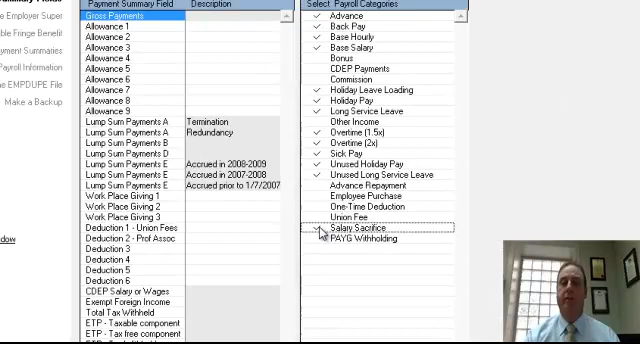 Payment Summary Field Description Select Payroll Categories
e Employer Super
ble Fringe Benefit
yment Summaries
Payroll Information
e EMPDUPE File
Make a Backup
dow
Gross Payments
Allowance 1
Allowance 2
Allowance 3
Allowance 4
Allowance 5
Allowance 6
Allowance 7
Allowance 8
Allowance 9
Lump Sum Payments A Termination
Lump Sum Payments A Redundancy
Lump Sum Payments B
Lump Sum Payments D
Lump Sum Payments E Accrued in 2008-2009
Lump Sum Payments E Accrued in 2007-2008
Lump Sum Payments E Accrued prior to 1/7/2007
Work Place Giving 1
Work Place Giving 2
Work Place Giving 3
Deduction 1 - Union Fees
Deduction 2 - Prof Assoc
Deduction 3
Deduction 4
Deduction 5
Deduction 6
CDEP Salary or Wages
Exempt Foreign Income
Total Tax Withheld
ETP - Taxable component
ETP - Tax free component
Advance
Back Pay
Base Hourly
Base Salary
Bonus
CDEP Payments
Commission
Holiday Leave Loading
Holiday Pay
Long Service Leave
Other Income
Overtime (1.5x)
Overtime (2x)
Sick Pay
Unused Holiday Pay
Unused Long Service Leave
Advance Repayment
Employee Purchase
One-Time Deduction
Union Fee
Salary Sacrifice
PAYG Withholding